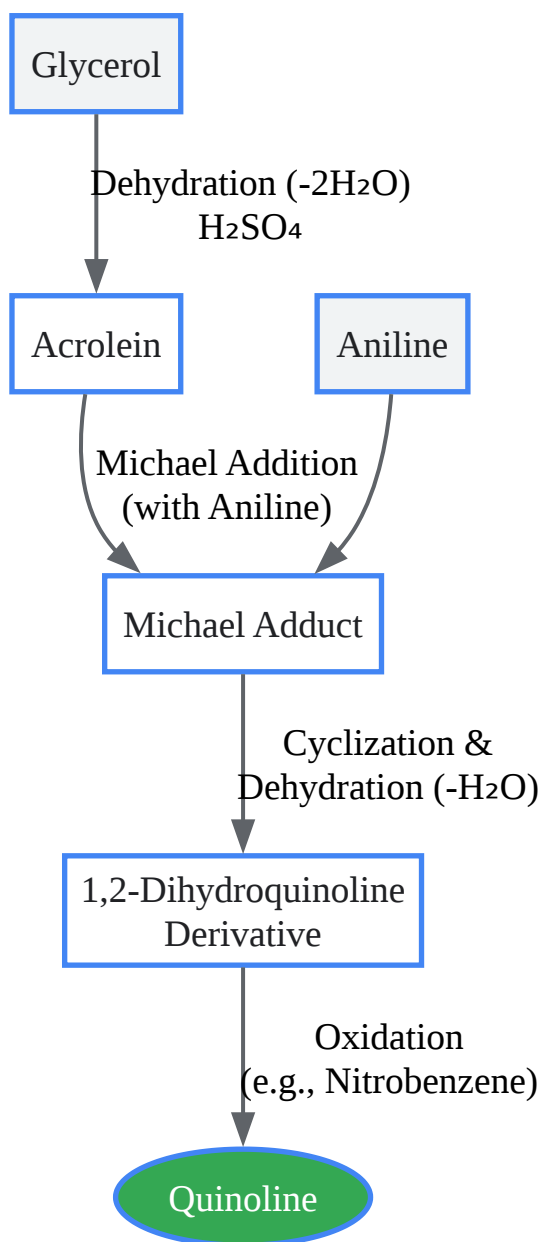 Glycerol
Dehydration (-2H₂O)
H₂SO₄
Acrolein
Aniline
Michael Addition
(with Aniline)
Michael Adduct
Cyclization &
Dehydration (-H₂O)
1,2-Dihydroquinoline
Derivative
Oxidation
(e.g., Nitrobenzene)
Quinoline